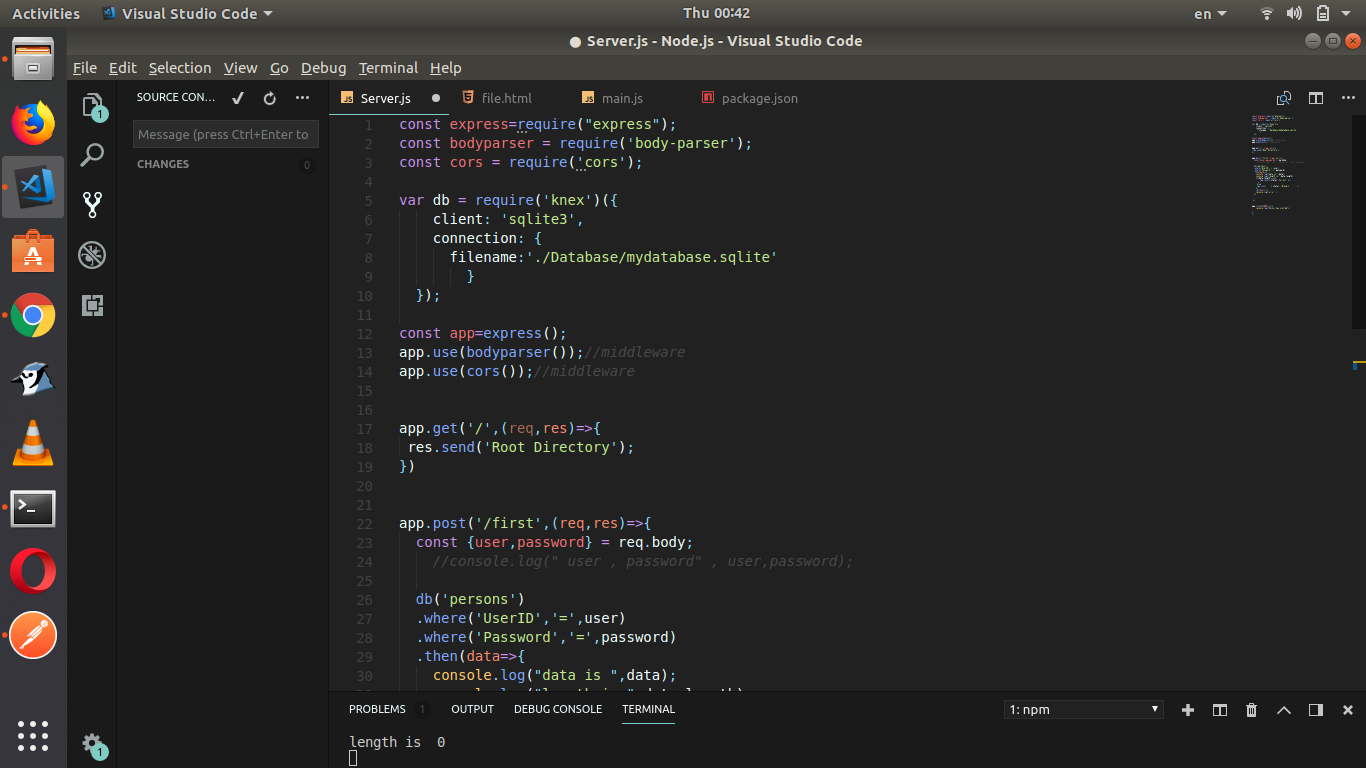 Activities Visual Studio Code Thu 00:42 en
● Server.js - Node.js - Visual Studio Code
File Edit Selection View Go Debug Terminal Help
SOURCE CON...
Message (press Ctrl+Enter to
CHANGES 0
1
1
Server.js file.html main.js package.json
1 const express=require("express");
2 const bodyparser = require('body-parser');
3 const cors = require('cors');
4
5 var db = require('knex')({
6 client: 'sqlite3',
7 connection: {
8 filename:'./Database/mydatabase.sqlite'
9 }
10 });
11
12 const app=express();
13 app.use(bodyparser());//middleware
14 app.use(cors());//middleware
15
16
17 app.get('/',(req,res)=>{
18 res.send('Root Directory');
19 })
20
21
22 app.post('/first',(req,res)=>{
23 const {user,password} = req.body;
24 //console.log(" user , password" , user,password);
25
26 db('persons')
27 .where('UserID','=',user)
28 .where('Password','=',password)
29 .then(data=>{
30 console.log("data is ",data);
PROBLEMS 1 OUTPUT DEBUG CONSOLE TERMINAL 1: npm
length is 0